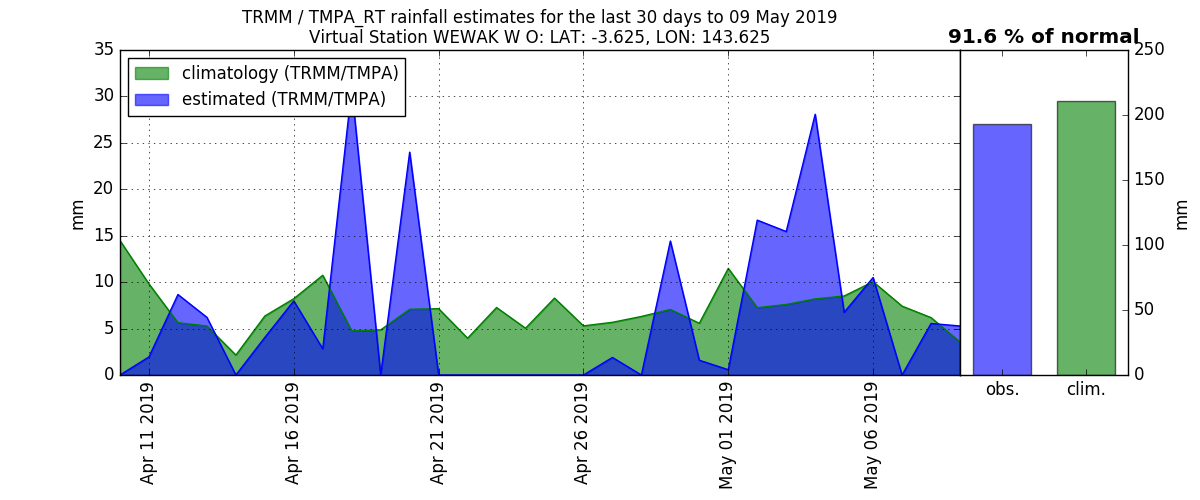 TRMM / TMPA_RT rainfall estimates for the last 30 days to 09 May 2019
Virtual Station WEWAK W O: LAT: -3.625, LON: 143.625
91.6 % of normal
climatology (TRMM/TMPA)
estimated (TRMM/TMPA)
35
30
25
20
15
10
5
0
mm
Apr 11 2019
Apr 16 2019
Apr 21 2019
Apr 26 2019
May 01 2019
May 06 2019
250
200
150
100
50
0
mm
obs.
clim.